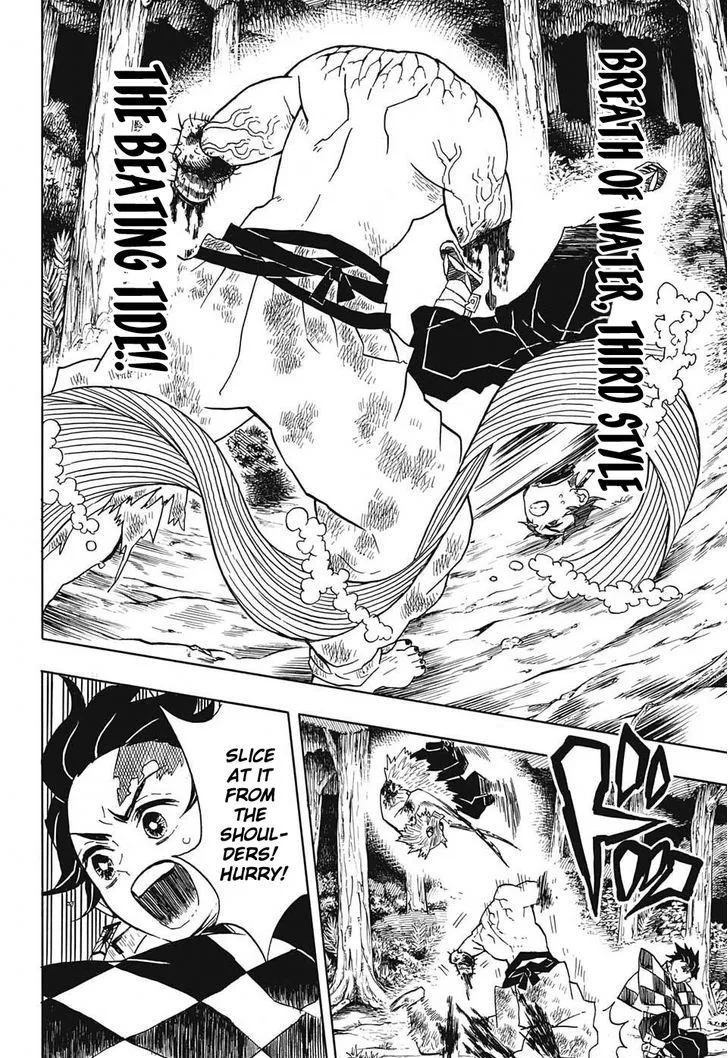 BREATH OF WATER, THIRD STYLE
THE BEATING TIDE!!
SLICE
AT IT
FROM
THE
SHOUL-
DERS!
HURRY!